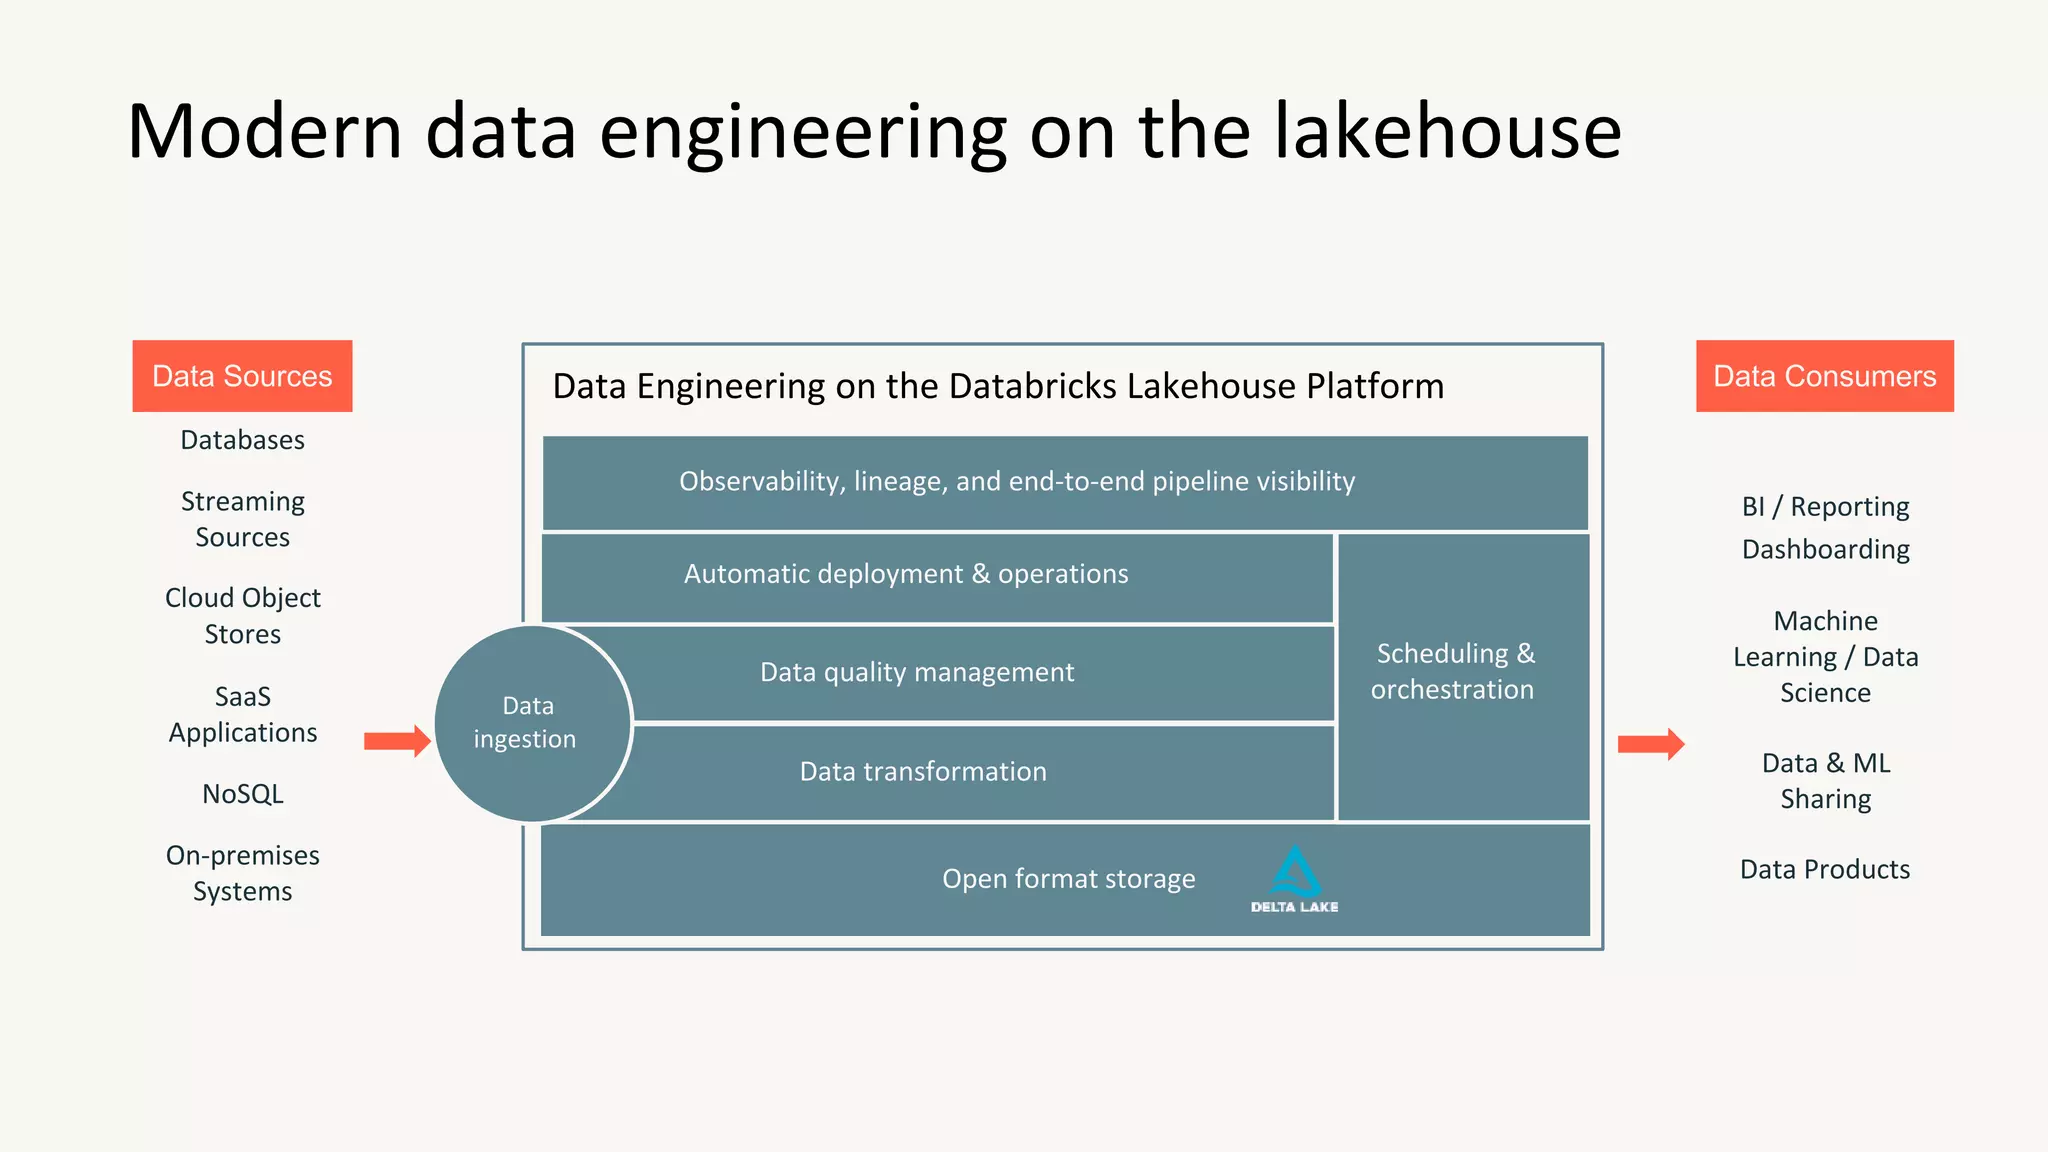 Modern data engineering on the lakehouse
Data Sources
Databases
Streaming
Sources
Cloud Object
Stores
SaaS
Applications
NoSQL
On-premises
Systems
Data Engineering on the Databricks Lakehouse Platform
Observability, lineage, and end-to-end pipeline visibility
Automatic deployment & operations
Data quality management
Data transformation
Data
ingestion
Scheduling &
orchestration
Open format storage
DELTA LAKE
Data Consumers
BI / Reporting
Dashboarding
Machine
Learning / Data
Science
Data & ML
Sharing
Data Products